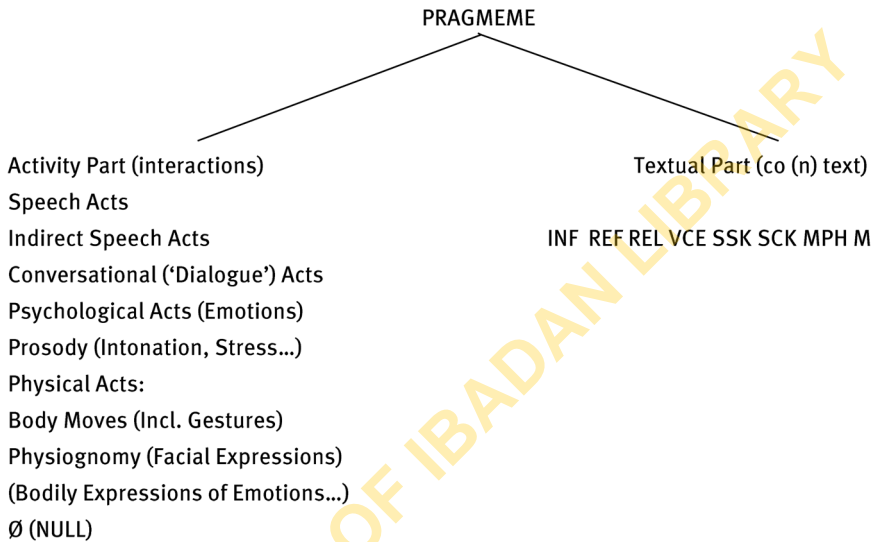 PRAGMEME
Activity Part (interactions)
Textual Part (co (n) text)
Speech Acts
Indirect Speech Acts
INF REF REL VCE SSK SCK MPH M
Conversational (‘Dialogue’) Acts
Psychological Acts (Emotions)
Prosody (Intonation, Stress…)
Physical Acts:
Body Moves (Incl. Gestures)
Physiognomy (Facial Expressions)
(Bodily Expressions of Emotions…)
Ø (NULL)
OF IBADAN LIBRARY